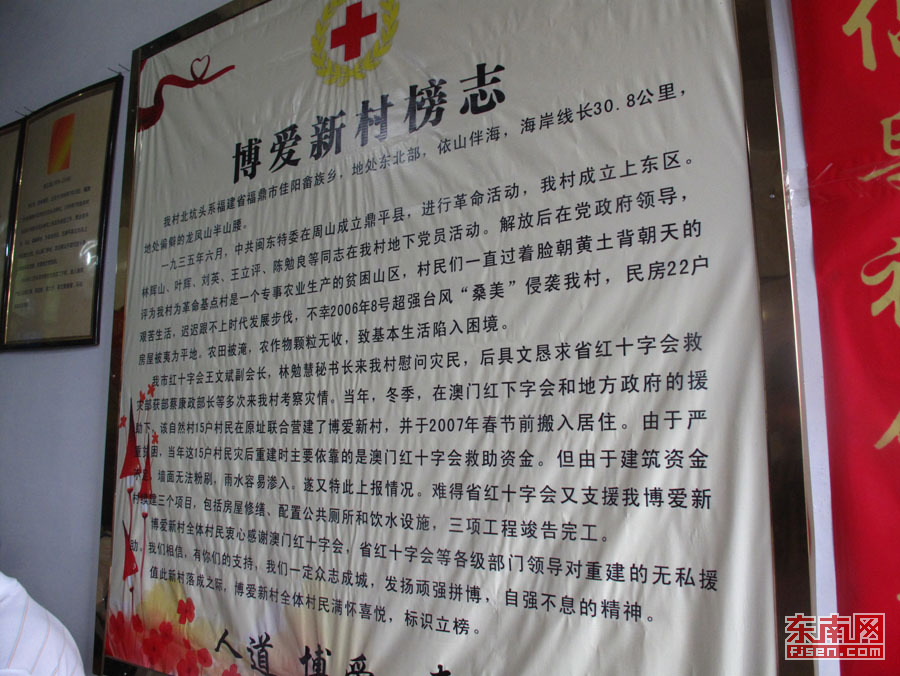 博爱新村榜志
我村北坑头系福建省福鼎市佳阳畲族乡，地处东北部，依山伴海，海岸线长30.8公里，
地处偏僻的龙凤山半山腰。
一九三五年六月，中共闽东特委在周山成立鼎平县，进行革命活动，我村成立上东区。
林辉山、叶辉、刘英、王立评、陈勉良等同志在我村地下党员活动。解放后在党政府领导，
评为我村为革命基点村是一个专事农业生产的贫困山区，村民们一直过着脸朝黄土背朝天的
艰苦生活，迟迟跟不上时代发展步伐，不幸2006年8号超强台风“桑美”侵袭我村，民房22户
房屋被夷为平地，农田被淹，农作物颗粒无收，致基本生活陷入困境。
我市红十字会王文斌副会长，林勉慧秘书长来我村慰问灾民，后具文恳求省红十字会救
灾部获部蔡康政部长等多次来我村考察灾情。当年，冬季，在澳门红下字会和地方政府的援
助下，该自然村15户村民在原址联合营建了博爱新村，并于2007年春节前搬入居住。由于严
重贫困，当年这15户村民灾后重建时主要依靠的是澳门红十字会救助资金。但由于建筑资金
墙面无法粉刷，雨水容易渗入。遂又特此上报情况。难得省红十字会又支援我博爱新
村续建三个项目，包括房屋修缮、配置公共厕所和饮水设施，三项工程竣告完工。
博爱新村全体村民衷心感谢澳门红十字会，省红十字会等各级部门领导对重建的无私援
助。我们相信，有你们的支持，我们一定众志成城，发扬顽强拼博，自强不息的精神。
值此新村落成之际，博爱新村全体村民满怀喜悦，标识立榜。
人道 博爱
东南网
fjsen.com